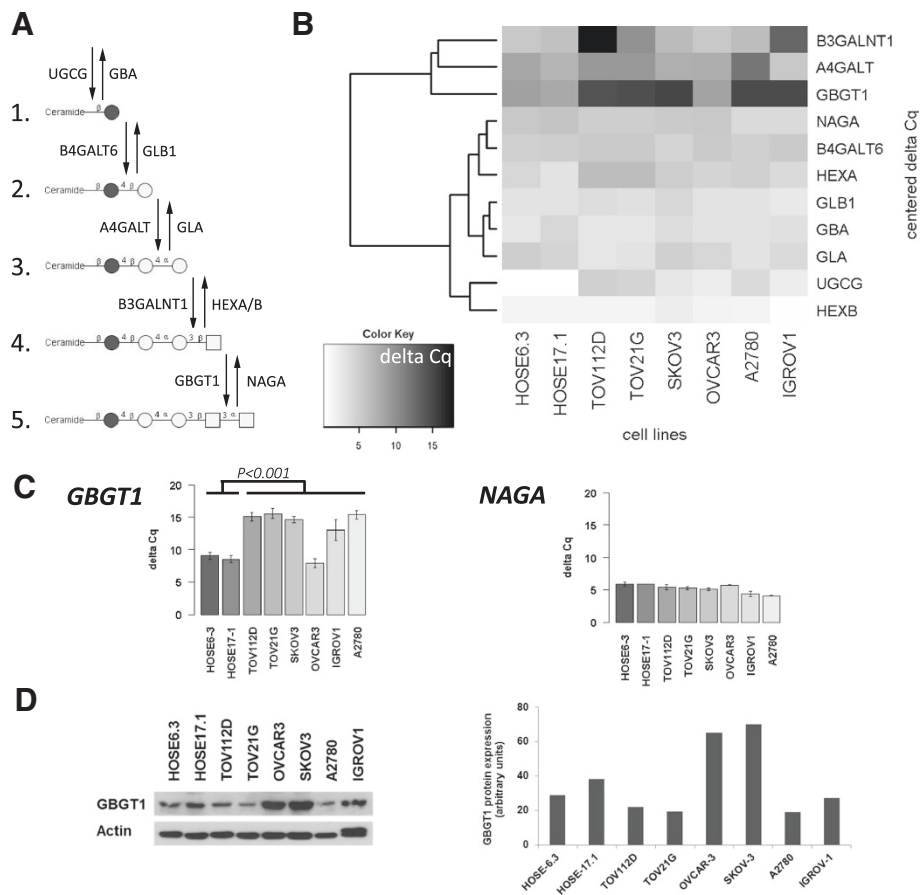 A
UGCG GBA
1. Ceramide β
B4GALT6 GLB1
2. Ceramide β 4 β
A4GALT GLA
3. Ceramide β 4 β 4 α
B3GALNT1 HEXA/B
4. Ceramide β 4 β 4 α 3 β
GBGT1 NAGA
5. Ceramide β 4 β 4 α 3 β 3 α
B
B3GALNT1
A4GALT
GBGT1
NAGA
B4GALT6
HEXA
GLB1
GBA
GLA
UGCG
HEXB
centered delta Cq
HOSE6.3
HOSE17.1
TOV112D
TOV21G
SKOV3
OVCAR3
A2780
IGROV1
cell lines
Color Key
delta Cq
5 10 15
C
GBGT1
P<0.001
delta Cq
20
15
10
5
0
HOSE6-3
HOSE17-1
TOV112D
TOV21G
SKOV3
OVCAR3
IGROV1
A2780
NAGA
delta Cq
20
15
10
5
0
HOSE6-3
HOSE17-1
TOV112D
TOV21G
SKOV3
OVCAR3
IGROV1
A2780
D
HOSE6.3
HOSE17.1
TOV112D
TOV21G
OVCAR3
SKOV3
A2780
IGROV1
GBGT1
Actin
GBGT1 protein expression
(arbitrary units)
80
60
40
20
0
HOSE-6.3
HOSE-17.1
TOV112D
TOV21G
OVCAR-3
SKOV-3
A2780
IGROV-1